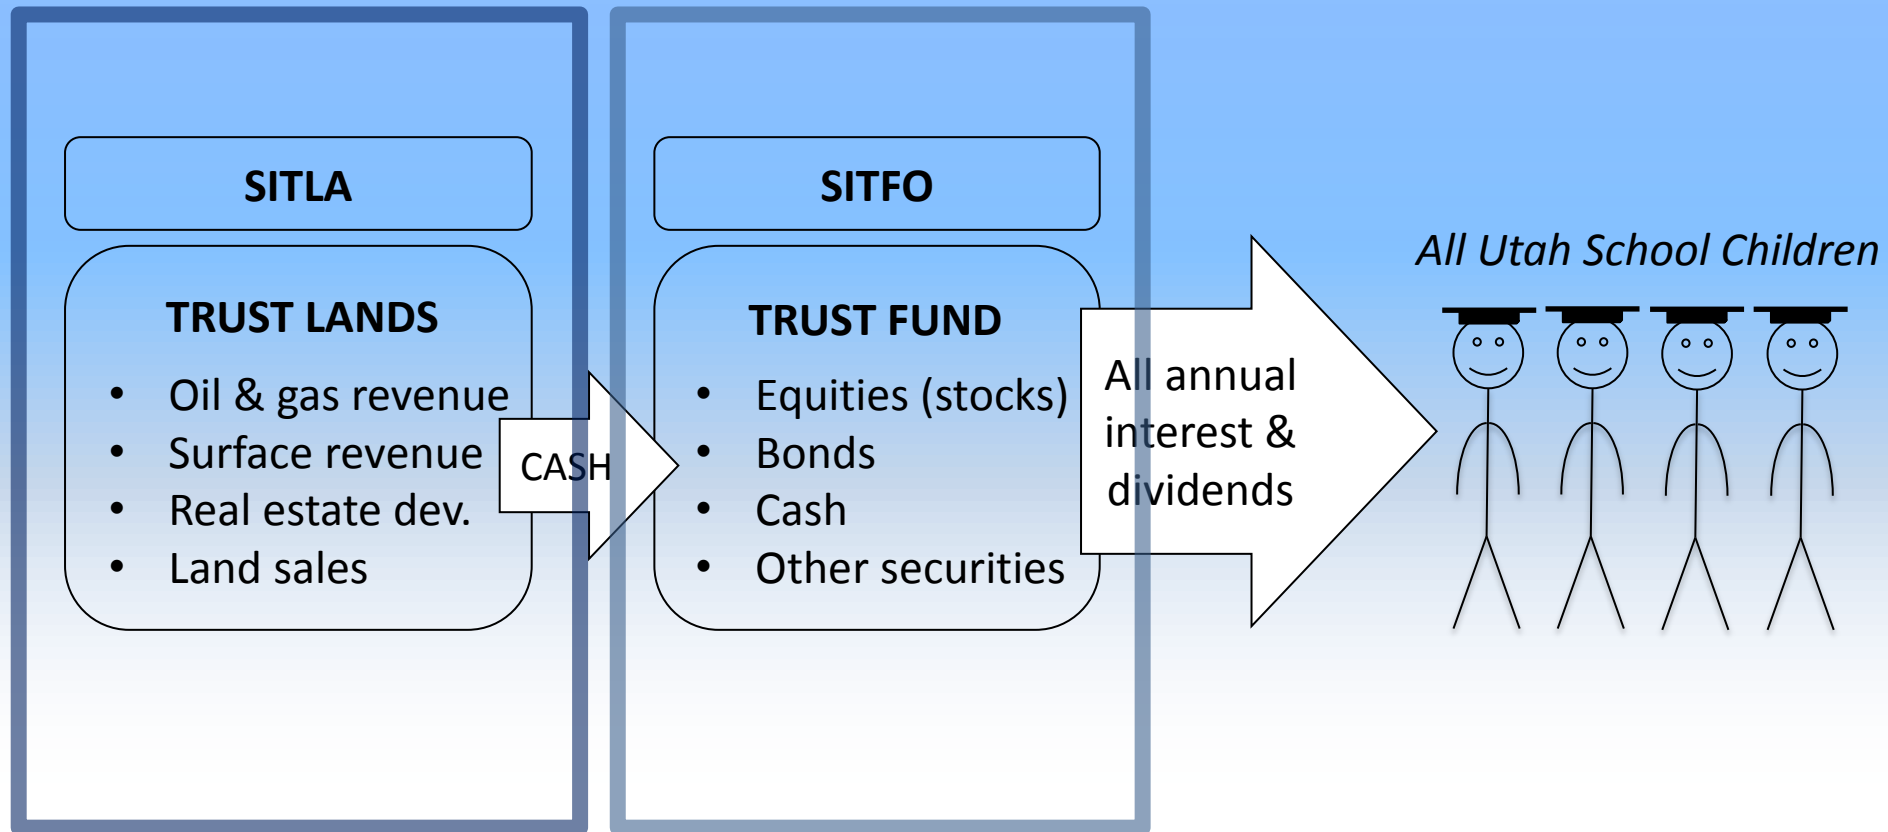 SITLA
TRUST LANDS
• Oil & gas revenue
• Surface revenue
• Real estate dev.
• Land sales
CASH
SITFO
TRUST FUND
• Equities (stocks)
• Bonds
• Cash
• Other securities
All annual
interest &
dividends
All Utah School Children